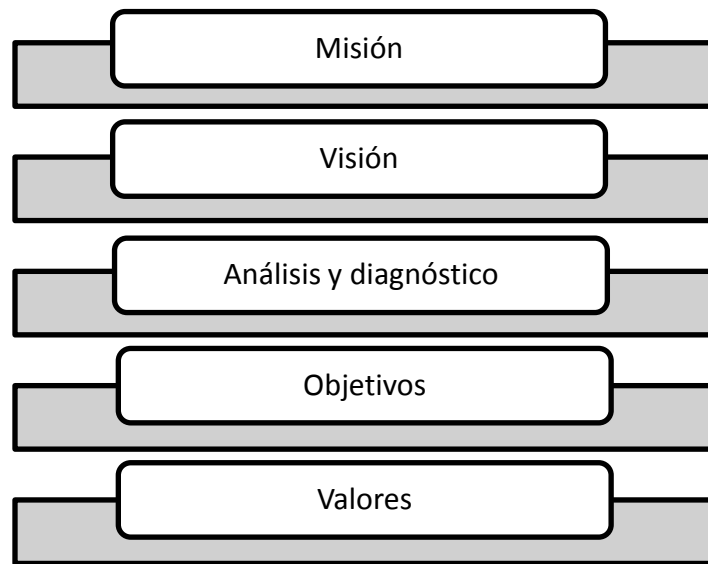 Misión
Visión
Análisis y diagnóstico
Objetivos
Valores